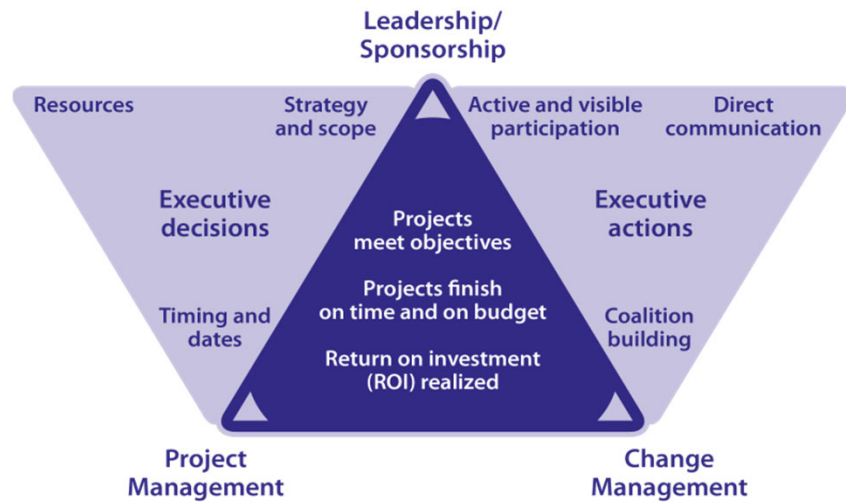 Leadership/
Sponsorship
Resources
Strategy
and scope
Active and visible
participation
Direct
communication
Executive
decisions
Projects
meet objectives
Executive
actions
Timing and
dates
Projects finish
on time and on budget
Coalition
building
Return on investment
(ROI) realized
Project
Management
Change
Management